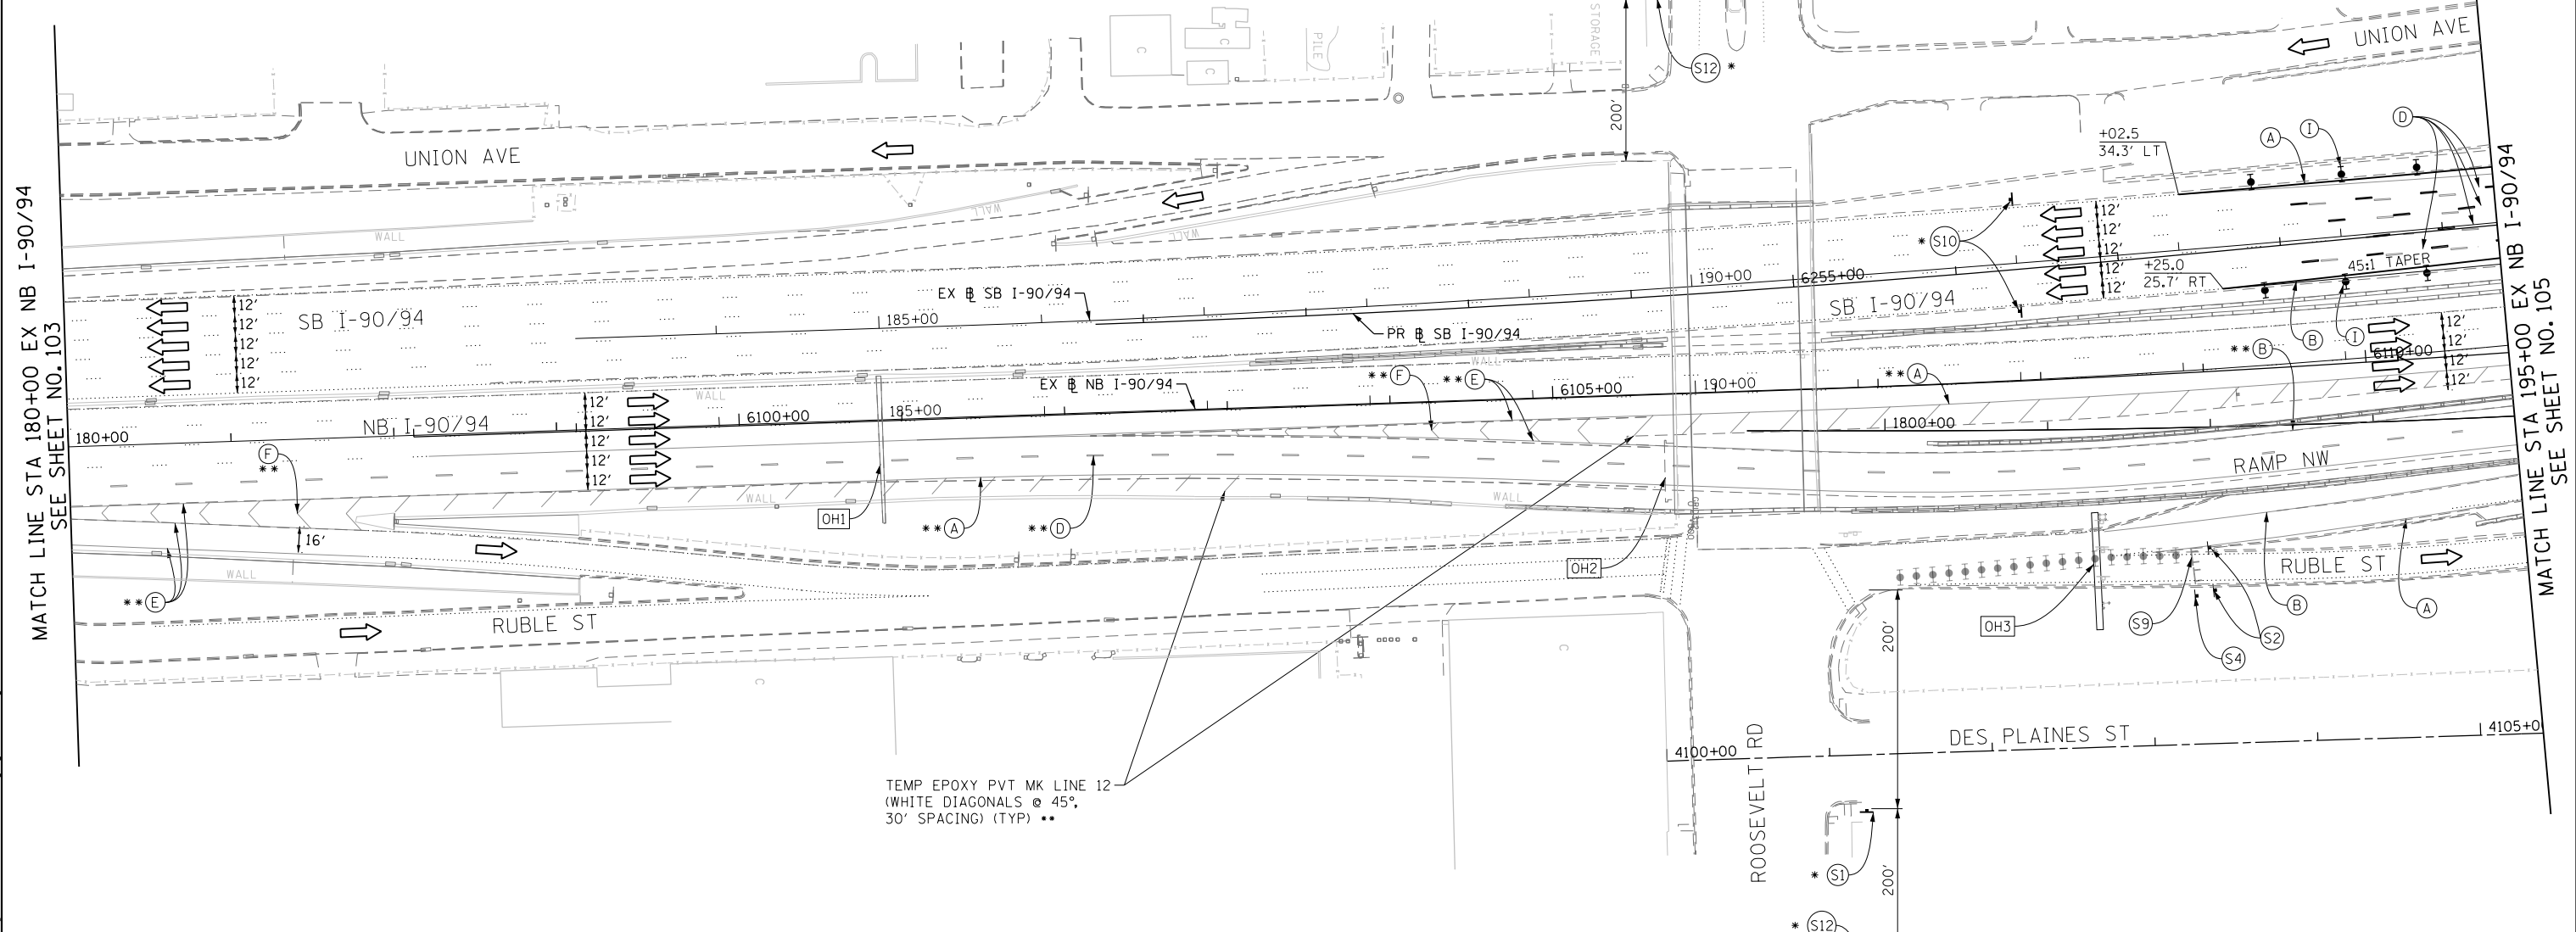 MATCH LINE STA 180+00 EX NB I-90/94
SEE SHEET NO. 103
UNION AVE
C
C
C
PILE
STORAGE
200'
S12 *
UNION AVE
+02.5
34.3' LT
A
I
D
MATCH LINE STA 195+00 EX NB I-90/94
SEE SHEET NO. 105
WALL
WALL
WALL
* S10
12'
12'
12'
12'
12'
+25.0
25.7' RT
45:1 TAPER
190+00
6255+00
SB I-90/94
EX B SB I-90/94
185+00
PR B SB I-90/94
SB I-90/94
12'
12'
12'
12'
12'
B
I
12'
12'
12'
12'
6110+00
** B
** A
WALL
** F
** E
6105+00
190+00
EX B NB I-90/94
WALL
12'
12'
12'
12'
12'
6100+00
185+00
NB I-90/94
180+00
F
**
1800+00
RAMP NW
WALL
WALL
OH1
** A
** D
16'
WALL
** E
OH2
RUBLE ST
RUBLE ST
OH3
S9
S4
S2
B
A
C
C
200'
ROOSEVELT RD
4100+00
DES PLAINES ST
4105+0
TEMP EPOXY PVT MK LINE 12
(WHITE DIAGONALS @ 45°,
30' SPACING) (TYP) **
* S1
200'
* S12